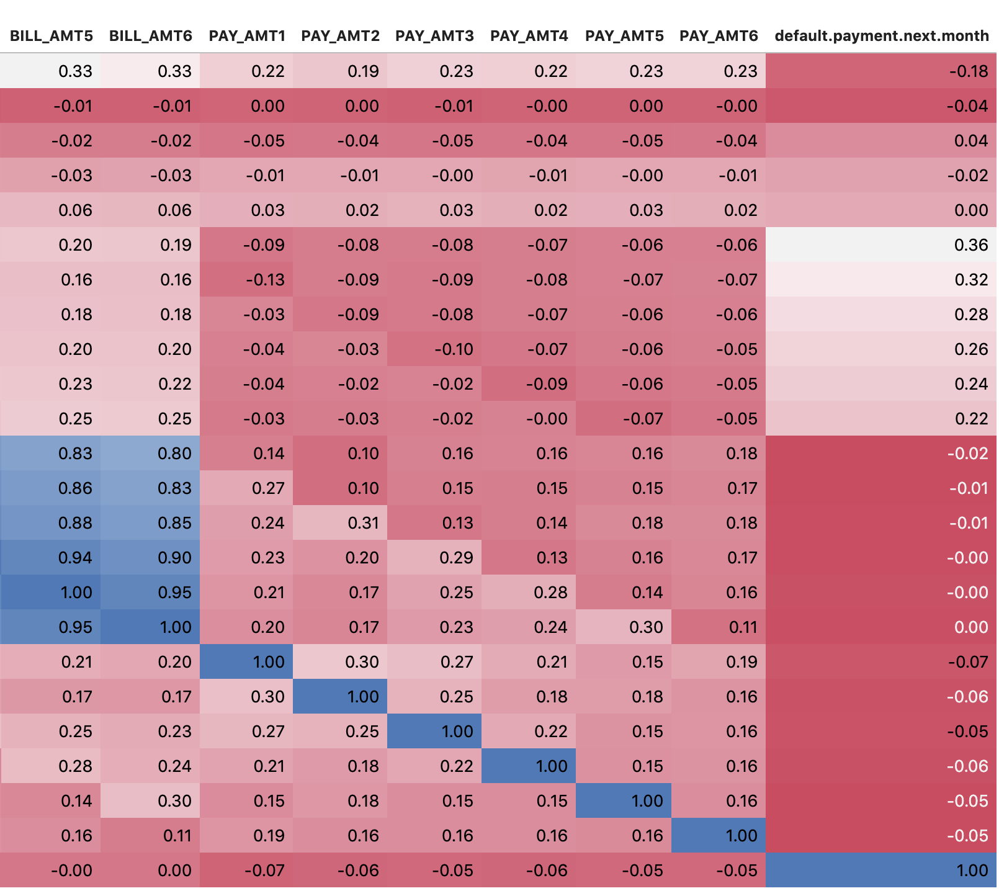 BILL_AMT5 BILL_AMT6 PAY_AMT1 PAY_AMT2 PAY_AMT3 PAY_AMT4 PAY_AMT5 PAY_AMT6 default.payment.next.month
0.33 0.33 0.22 0.19 0.23 0.22 0.23 0.23 -0.18
-0.01 -0.01 0.00 0.00 -0.01 -0.00 0.00 -0.00 -0.04
-0.02 -0.02 -0.05 -0.04 -0.05 -0.04 -0.05 -0.04 0.04
-0.03 -0.03 -0.01 -0.01 -0.00 -0.01 -0.00 -0.01 -0.02
0.06 0.06 0.03 0.02 0.03 0.02 0.03 0.02 0.00
0.20 0.19 -0.09 -0.08 -0.08 -0.07 -0.06 -0.06 0.36
0.16 0.16 -0.13 -0.09 -0.09 -0.08 -0.07 -0.07 0.32
0.18 0.18 -0.03 -0.09 -0.08 -0.07 -0.06 -0.06 0.28
0.20 0.20 -0.04 -0.03 -0.10 -0.07 -0.06 -0.05 0.26
0.23 0.22 -0.04 -0.02 -0.02 -0.09 -0.06 -0.05 0.24
0.25 0.25 -0.03 -0.03 -0.02 -0.00 -0.07 -0.05 0.22
0.83 0.80 0.14 0.10 0.16 0.16 0.16 0.18 -0.02
0.86 0.83 0.27 0.10 0.15 0.15 0.15 0.17 -0.01
0.88 0.85 0.24 0.31 0.13 0.14 0.18 0.18 -0.01
0.94 0.90 0.23 0.20 0.29 0.13 0.16 0.17 -0.00
1.00 0.95 0.21 0.17 0.25 0.28 0.14 0.16 -0.00
0.95 1.00 0.20 0.17 0.23 0.24 0.30 0.11 0.00
0.21 0.20 1.00 0.30 0.27 0.21 0.15 0.19 -0.07
0.17 0.17 0.30 1.00 0.25 0.18 0.18 0.16 -0.06
0.25 0.23 0.27 0.25 1.00 0.22 0.15 0.16 -0.05
0.28 0.24 0.21 0.18 0.22 1.00 0.15 0.16 -0.06
0.14 0.30 0.15 0.18 0.15 0.15 1.00 0.16 -0.05
0.16 0.11 0.19 0.16 0.16 0.16 0.16 1.00 -0.05
-0.00 0.00 -0.07 -0.06 -0.05 -0.06 -0.05 -0.05 1.00